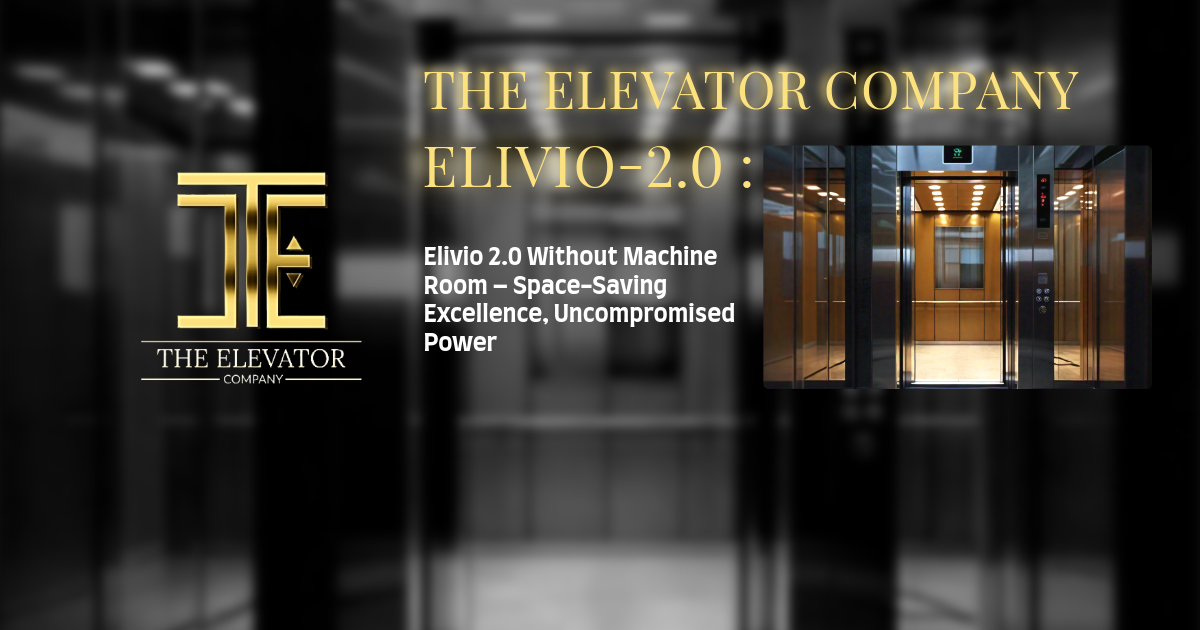 THE ELEVATOR COMPANY
ELIVIO-2.0 :
Elivio 2.0 Without Machine
Room – Space-Saving
Excellence, Uncompromised
Power
THE ELEVATOR
COMPANY